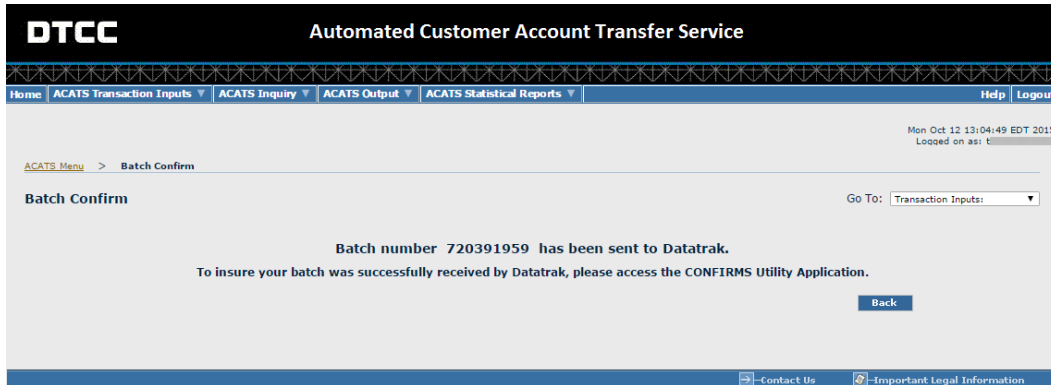 DTCC
Automated Customer Account Transfer Service
Home ACATS Transaction Inputs ACATS Inquiry ACATS Output ACATS Statistical Reports Help Logou
Mon Oct 12 13:04:49 EDT 201
Logged on as: t
ACATS Menu > Batch Confirm
Batch Confirm
Go To: Transaction Inputs:
Batch number 720391959 has been sent to Datatrak.
To insure your batch was successfully received by Datatrak, please access the CONFIRMS Utility Application.
Back
Contact Us Important Legal Information